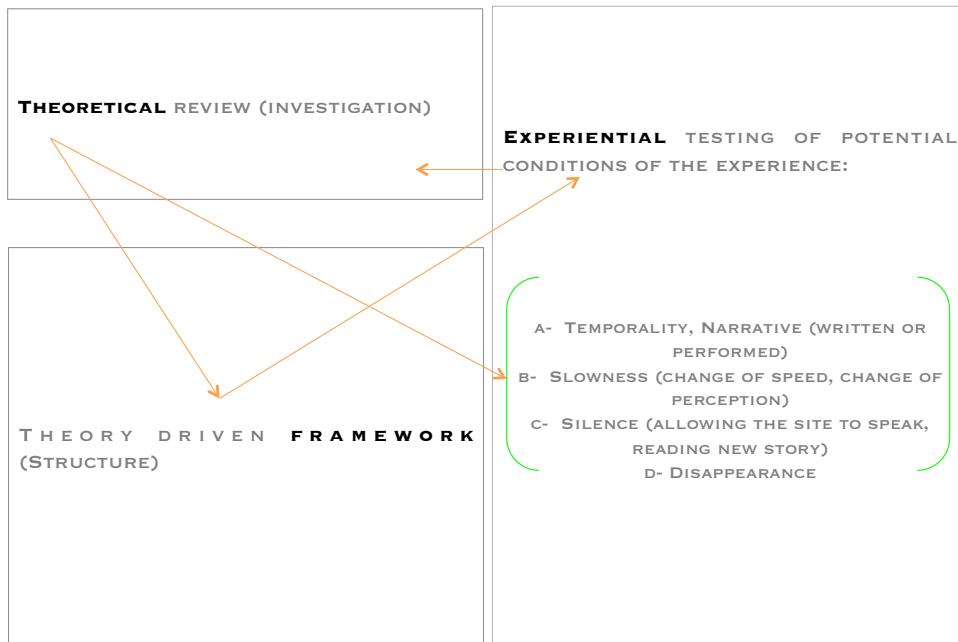 THEORETICAL REVIEW (INVESTIGATION)
THEORY DRIVEN FRAMEWORK
(STRUCTURE)
EXPERIENTIAL TESTING OF POTENTIAL
CONDITIONS OF THE EXPERIENCE:
A- TEMPORALITY, NARRATIVE (WRITTEN OR
PERFORMED)
B- SLOWNESS (CHANGE OF SPEED, CHANGE OF
PERCEPTION)
C- SILENCE (ALLOWING THE SITE TO SPEAK,
READING NEW STORY)
D- DISAPPEARANCE